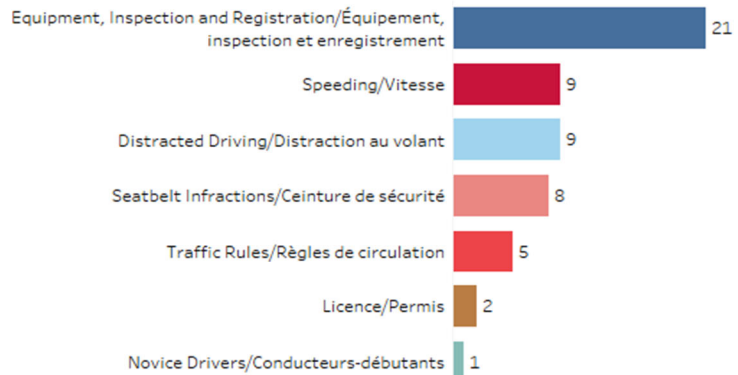 Equipment, Inspection and Registration/Équipement,
inspection et enregistrement
21
Speeding/Vitesse
9
Distracted Driving/Distraction au volant
9
Seatbelt Infractions/Ceinture de sécurité
8
Traffic Rules/Règles de circulation
5
Licence/Permis
2
Novice Drivers/Conducteurs-débutants
1